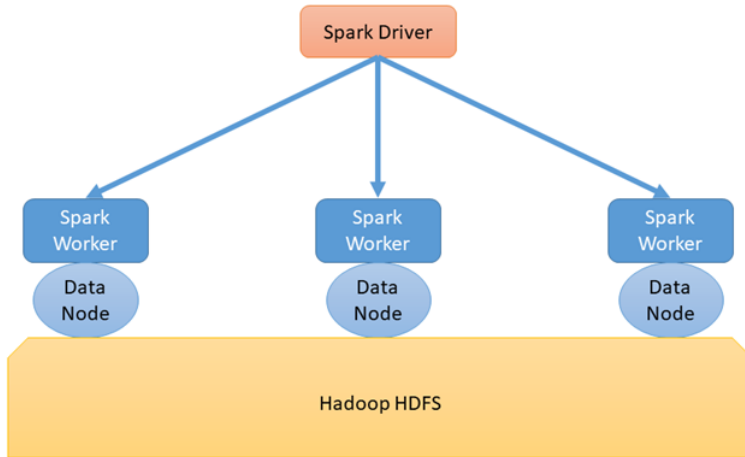 Spark Driver
Spark
Worker
Spark
Worker
Spark
Worker
Data
Node
Data
Node
Data
Node
Hadoop HDFS